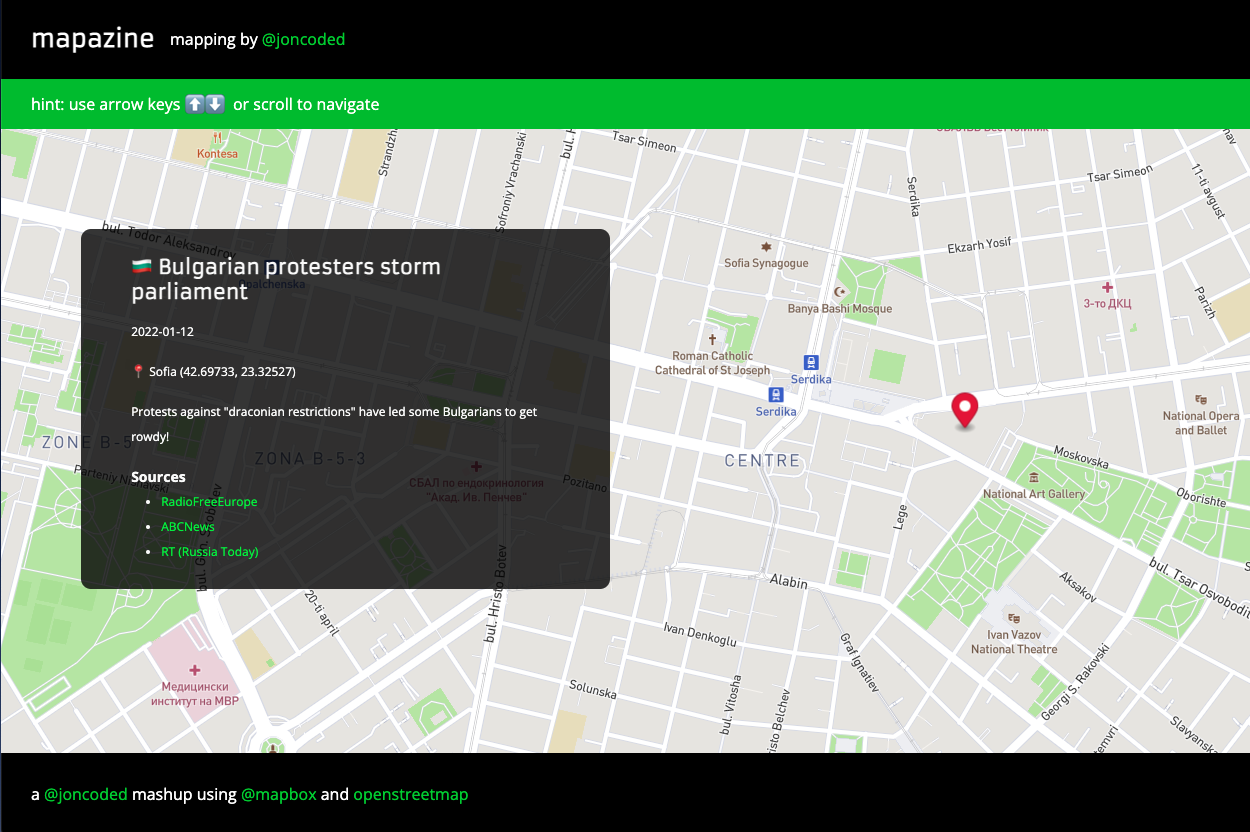 mapazine mapping by @joncoded
hint: use arrow keys ⬆️⬇️ or scroll to navigate
Kontesa
Strandzha
Sofroniy Vrachanski
bul. H
Tsar Simeon
Serdika
Tsar Simeon
11-ti avgust
bul. Todor Aleksandrov
Ekzarh Yosif
Sofia Synagogue
Banya Bashi Mosque
3-то ДКЦ
Parizh
🇧🇬 Bulgarian protesters storm
parliament
2022-01-12
📍 Sofia (42.69733, 23.32527)
Protests against "draconian restrictions" have led some Bulgarians to get
rowdy!
Sources
• RadioFreeEurope
• ABCNews
• RT (Russia Today)
Roman Catholic
Cathedral of St Joseph
Serdika
Serdika
National Opera
and Ballet
ZONE B-5
ZONA B-5-3
CENTRE
Moskovska
СБАЛ по ендокринология
"Акад. Ив. Пенчев"
Pozitano
National Art Gallery
Oborishte
Lege
bul. Hristo Botev
Alabin
bul. Tsar Osvobodit
Aksakov
20-ti april
Ivan Denkoglu
Ivan Vazov
National Theatre
Graf Ignatiev
Georgi S. Rakovski
Медицински
институт на МВР
Solunska
bul. Vitosha
risto Belchev
Slavyanska
a @joncoded mashup using @mapbox and openstreetmap